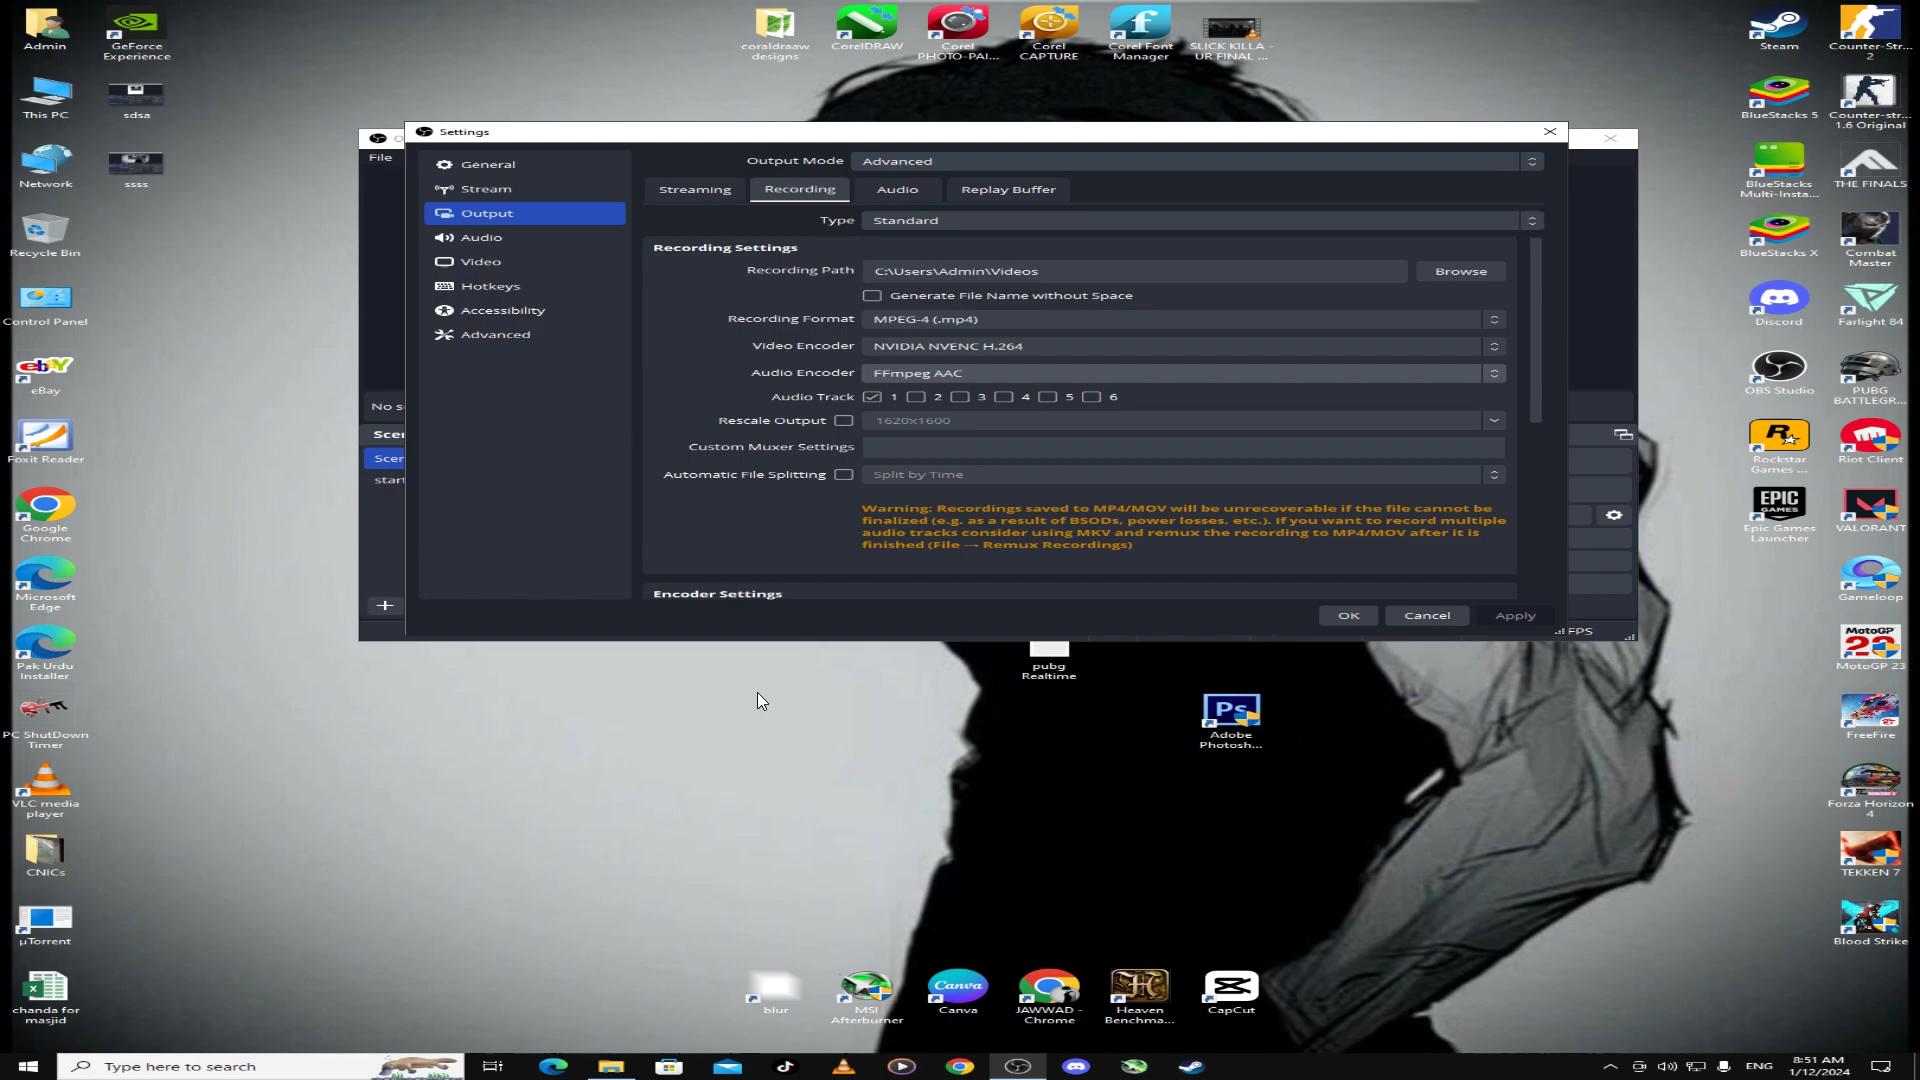 Admin
GeForce
Experience
This PC
sdsa
Network
ssss
Recycle Bin
Control Panel
eBay
Foxit Reader
Google
Chrome
Microsoft
Edge
Pak Urdu
Installer
PC ShutDown
Timer
VLC media
player
CNICs
µTorrent
chanda for
masjid
coraldraaw
designs
CorelDRAW
Corel
PHOTO-PAI...
Corel
CAPTURE
Corel Font
Manager
SLICK KILLA -
UR FINAL ...
Steam
Counter-Str...
2
BlueStacks 5
Counter-str...
1.6 Original
BlueStacks
Multi-Insta...
THE FINALS
BlueStacks X
Combat
Master
Discord
Farlight 84
OBS Studio
PUBG
BATTLEGR...
Rockstar
Games ...
Riot Client
EPIC
GAMES
Epic Games
Launcher
VALORANT
Gameloop
MotoGP
23
MotoGP 23
FreeFire
Forza Horizon
4
TEKKEN 7
Blood Strike
File
No s
Scer
Scer
start
FPS
Settings
General
Stream
Output
Audio
Video
Hotkeys
Accessibility
Advanced
Output Mode Advanced
Streaming Recording Audio Replay Buffer
Type Standard
Recording Settings
Recording Path C:\Users\Admin\Videos Browse
Generate File Name without Space
Recording Format MPEG-4 (.mp4)
Video Encoder NVIDIA NVENC H.264
Audio Encoder FFmpeg AAC
Audio Track 1 2 3 4 5 6
Rescale Output 1620x1600
Custom Muxer Settings
Automatic File Splitting Split by Time
Warning: Recordings saved to MP4/MOV will be unrecoverable if the file cannot be
finalized (e.g. as a result of BSODs, power losses, etc.). If you want to record multiple
audio tracks consider using MKV and remux the recording to MP4/MOV after it is
finished (File → Remux Recordings)
Encoder Settings
OK Cancel Apply
pubg
Realtime
Ps
Adobe
Photosh...
blur
MSI
Afterburner
Canva
Canva
JAWWAD -
Chrome
Heaven
Benchma...
CapCut
Type here to search
ENG
8:51 AM
1/12/2024